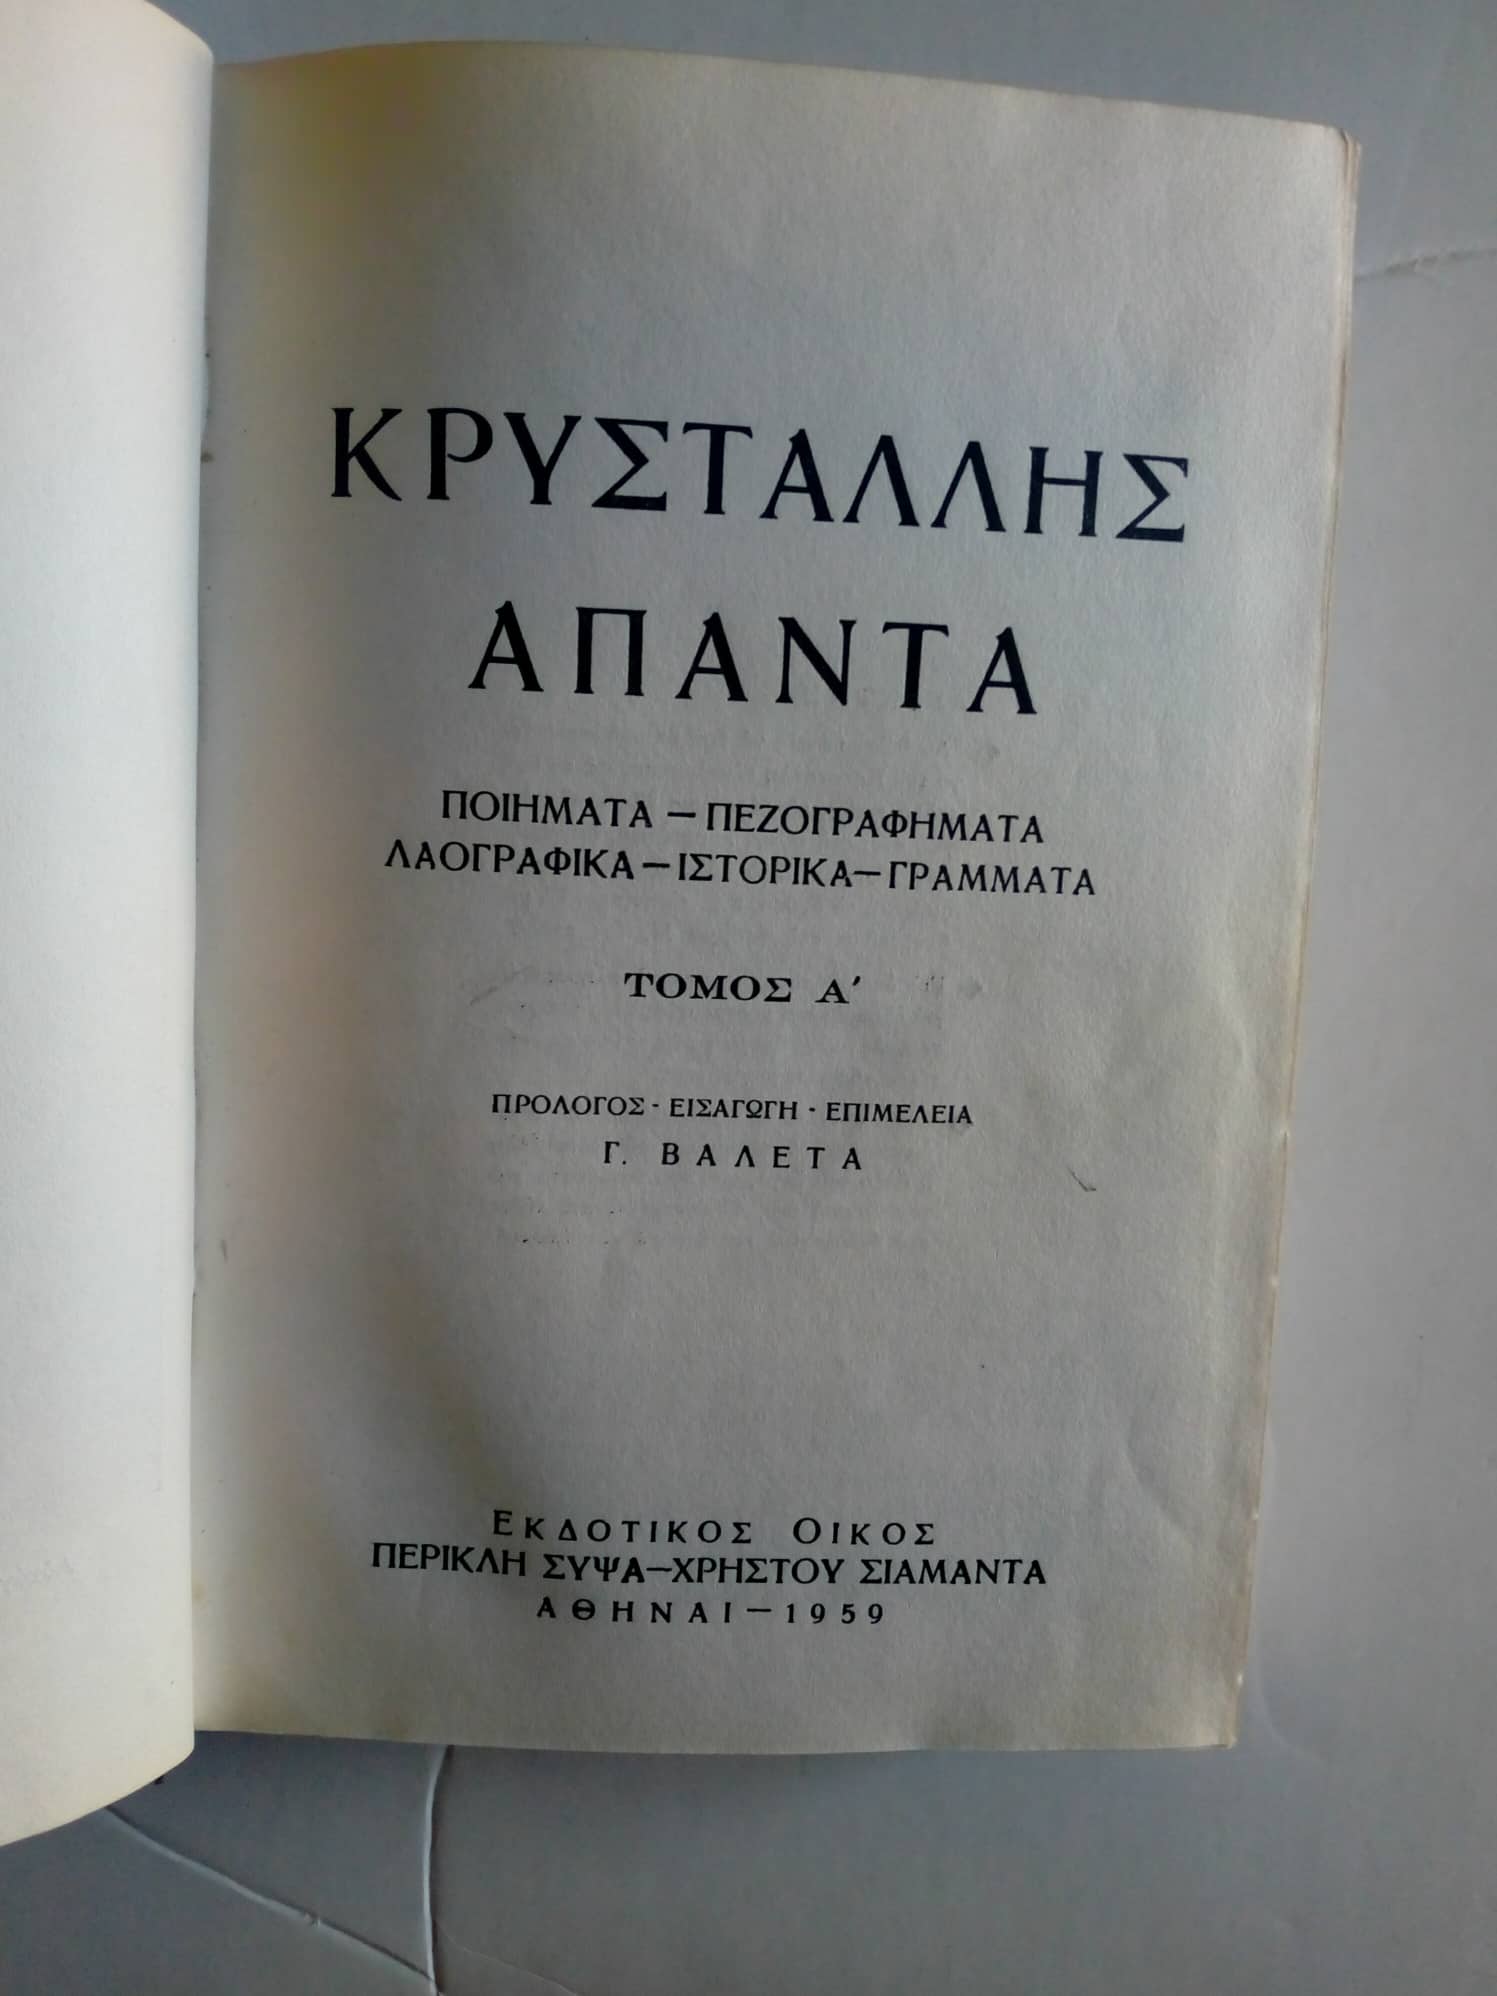 ΚΡΥΣΤΑΛΛΗΣ
ΑΠΑΝΤΑ
ΠΟΙΗΜΑΤΑ — ΠΕΖΟΓΡΑΦΗΜΑΤΑ
ΛΑΟΓΡΑΦΙΚΑ — ΙΣΤΟΡΙΚΑ — ΓΡΑΜΜΑΤΑ
ΤΟΜΟΣ Α΄
ΠΡΟΛΟΓΟΣ · ΕΙΣΑΓΩΓΗ · ΕΠΙΜΕΛΕΙΑ
Γ. ΒΑΛΕΤΑ
ΕΚΔΟΤΙΚΟΣ ΟΙΚΟΣ
ΠΕΡΙΚΛΗ ΣΥΨΑ—ΧΡΗΣΤΟΥ ΣΙΑΜΑΝΤΑ
ΑΘΗΝΑΙ — 1959